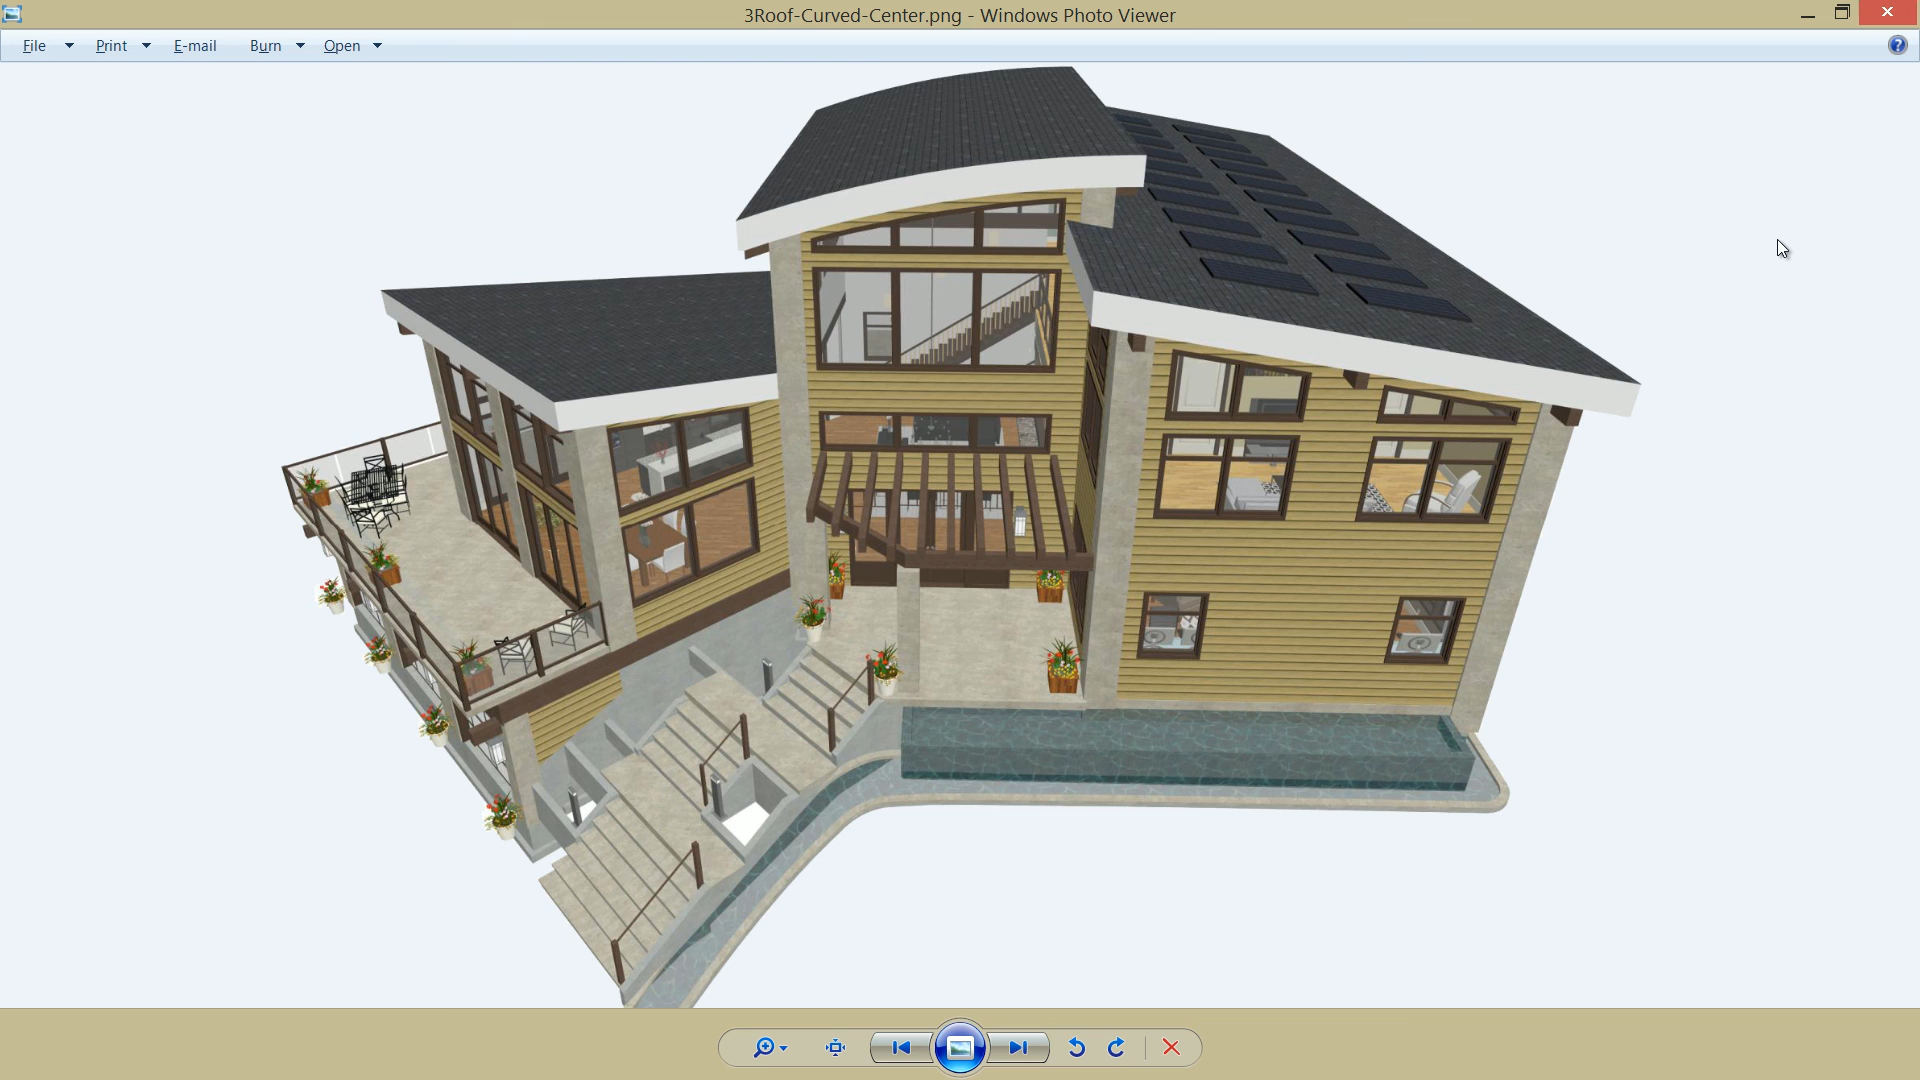 3Roof-Curved-Center.png - Windows Photo Viewer
File Print E-mail Burn Open ?